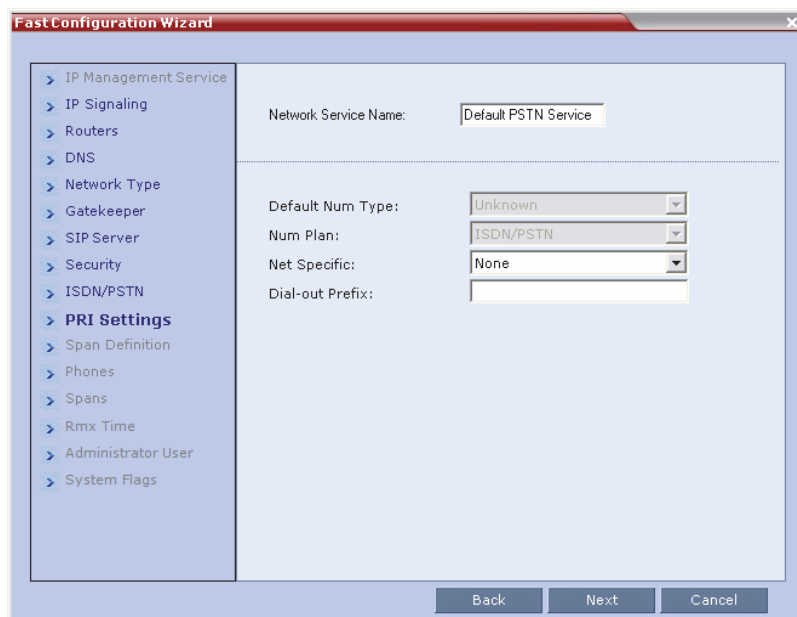 Fast Configuration Wizard
IP Management Service
IP Signaling
Routers
DNS
Network Type
Gatekeeper
SIP Server
Security
ISDN/PSTN
PRI Settings
Span Definition
Phones
Spans
Rmx Time
Administrator User
System Flags
Network Service Name: Default PSTN Service
Default Num Type: Unknown
Num Plan: ISDN/PSTN
Net Specific: None
Dial-out Prefix:
Back Next Cancel